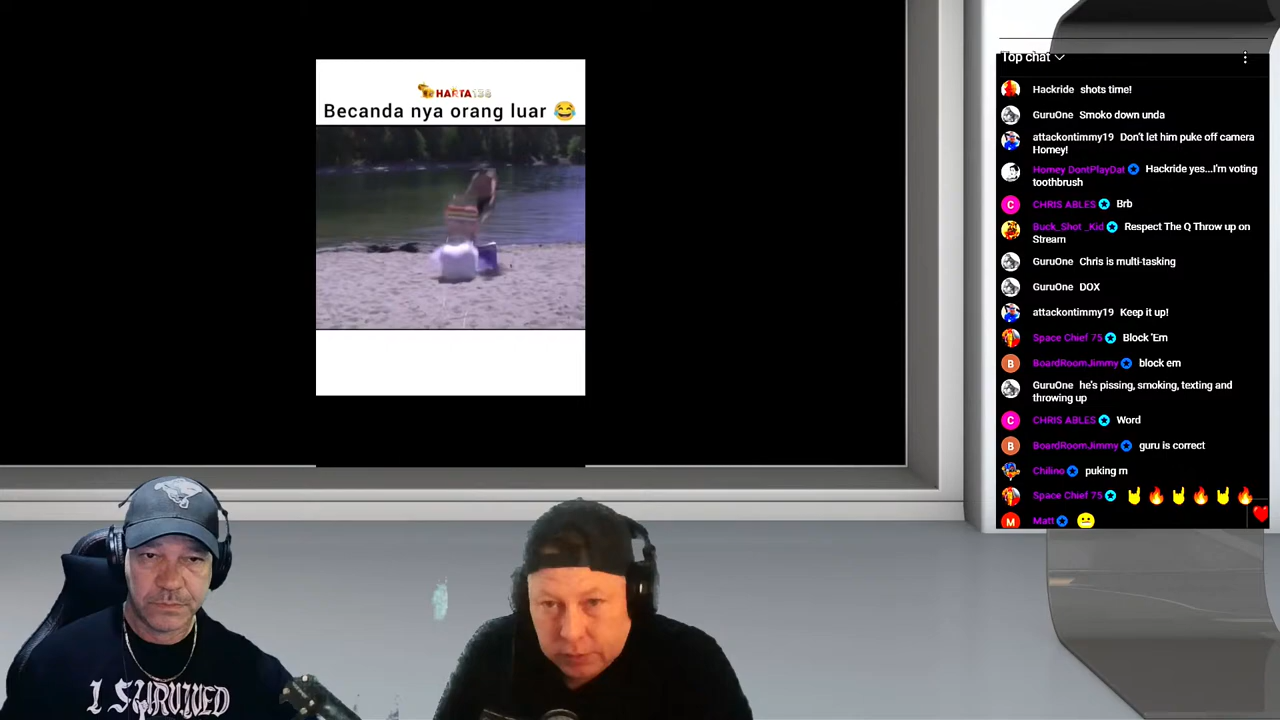 HARTA138
Becanda nya orang luar 😂
Top chat
Hackride shots time!
GuruOne Smoko down unda
attackontimmy19 Don't let him puke off camera
Homey!
Homey DontPlayDat Hackride yes...I'm voting
toothbrush
CHRIS ABLES Brb
Buck_Shot_Kid Respect The Q Throw up on
Stream
GuruOne Chris is multi-tasking
GuruOne DOX
attackontimmy19 Keep it up!
Space Chief 75 Block 'Em
BoardRoomJimmy block em
GuruOne he's pissing, smoking, texting and
throwing up
CHRIS ABLES Word
BoardRoomJimmy guru is correct
Chilino puking rn
Space Chief 75 🤘🔥🤘🔥🤘🔥
Matt 😬
I SURVIVED